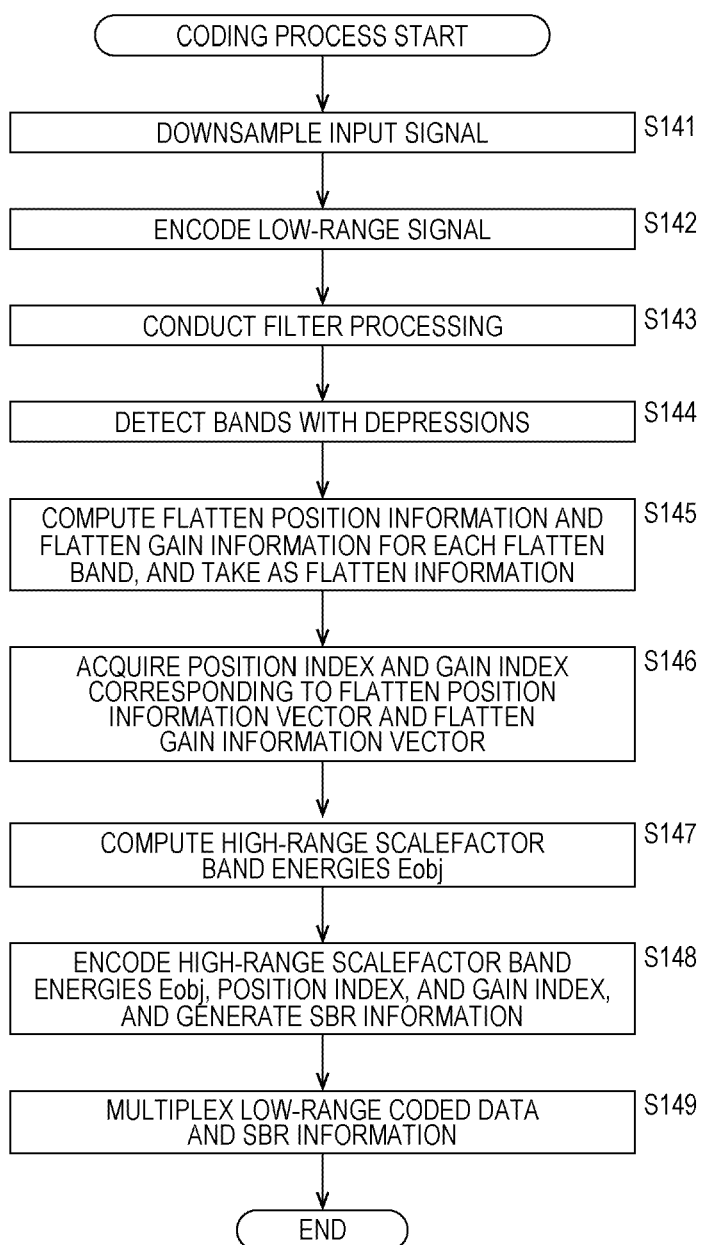 CODING PROCESS START
DOWNSAMPLE INPUT SIGNAL
S141
ENCODE LOW-RANGE SIGNAL
S142
CONDUCT FILTER PROCESSING
S143
DETECT BANDS WITH DEPRESSIONS
S144
COMPUTE FLATTEN POSITION INFORMATION AND
FLATTEN GAIN INFORMATION FOR EACH FLATTEN
BAND, AND TAKE AS FLATTEN INFORMATION
S145
ACQUIRE POSITION INDEX AND GAIN INDEX
CORRESPONDING TO FLATTEN POSITION
INFORMATION VECTOR AND FLATTEN
GAIN INFORMATION VECTOR
S146
COMPUTE HIGH-RANGE SCALEFACTOR
BAND ENERGIES Eobj
S147
ENCODE HIGH-RANGE SCALEFACTOR BAND
ENERGIES Eobj, POSITION INDEX, AND GAIN INDEX,
AND GENERATE SBR INFORMATION
S148
MULTIPLEX LOW-RANGE CODED DATA
AND SBR INFORMATION
S149
END